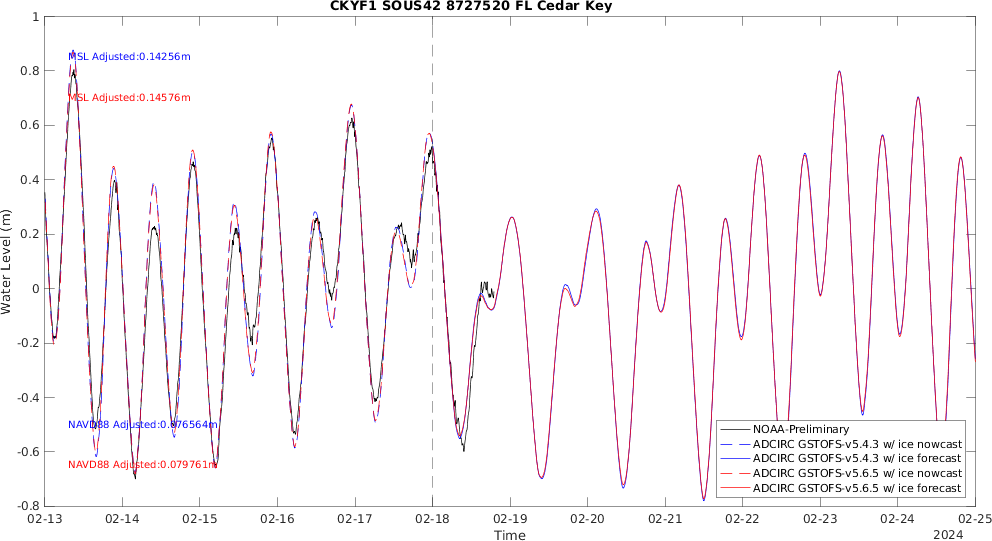 CKYF1 SOUS42 8727520 FL Cedar Key
1
0.8
0.6
0.4
0.2
0
-0.2
-0.4
-0.6
-0.8
Water Level (m)
MSL Adjusted:0.14256m
MSL Adjusted:0.14576m
NAVD88 Adjusted:0.076564m
NAVD88 Adjusted:0.079761m
NOAA-Preliminary
ADCIRC GSTOFS-v5.4.3 w/ ice nowcast
ADCIRC GSTOFS-v5.4.3 w/ ice forecast
ADCIRC GSTOFS-v5.6.5 w/ ice nowcast
ADCIRC GSTOFS-v5.6.5 w/ ice forecast
02-13 02-14 02-15 02-16 02-17 02-18 02-19 02-20 02-21 02-22 02-23 02-24 02-25
Time
2024